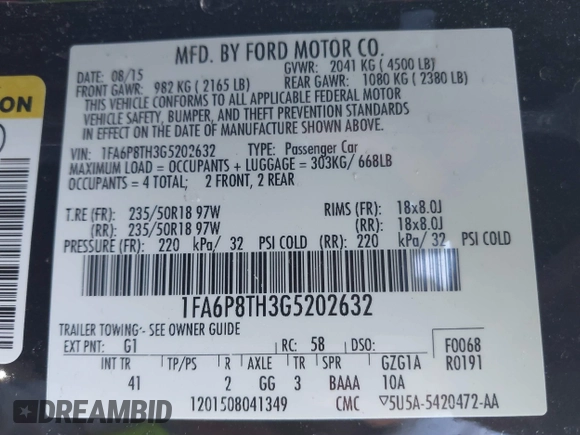 MFD. BY FORD MOTOR CO.
DATE: 08/15 GVWR: 2041 KG ( 4500 LB)
FRONT GAWR: 982 KG ( 2165 LB) REAR GAWR: 1080 KG ( 2380 LB)
THIS VEHICLE CONFORMS TO ALL APPLICABLE FEDERAL MOTOR
VEHICLE SAFETY, BUMPER, AND THEFT PREVENTION STANDARDS
IN EFFECT ON THE DATE OF MANUFACTURE SHOWN ABOVE.
VIN: 1FA6P8TH3G5202632 TYPE: Passenger Car
MAXIMUM LOAD = OCCUPANTS + LUGGAGE = 303KG/ 668LB
OCCUPANTS = 4 TOTAL; 2 FRONT, 2 REAR
T.RE (FR): 235/50R18 97W RIMS (FR): 18x8.0J
(RR): 235/50R18 97W (RR): 18x8.0J
PRESSURE (FR): 220 kPa/ 32 PSI COLD (RR): 220 kPa/ 32 PSI COLD
1FA6P8TH3G5202632
TRAILER TOWING - SEE OWNER GUIDE
EXT PNT: G1 RC: 58 DSO: F0068
R0191
INT TR TP/PS R AXLE TR SPR GZG1A
41 2 GG 3 BAAA 10A
1201508041349 CMC ▽5U5A-5420472-AA
ON
DREAMBID